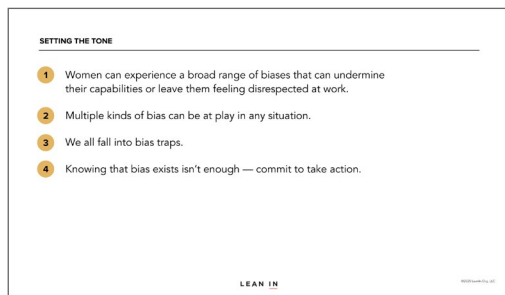 SETTING THE TONE
1 Women can experience a broad range of biases that can undermine
their capabilities or leave them feeling disrespected at work.
2 Multiple kinds of bias can be at play in any situation.
3 We all fall into bias traps.
4 Knowing that bias exists isn't enough — commit to take action.
LEAN IN